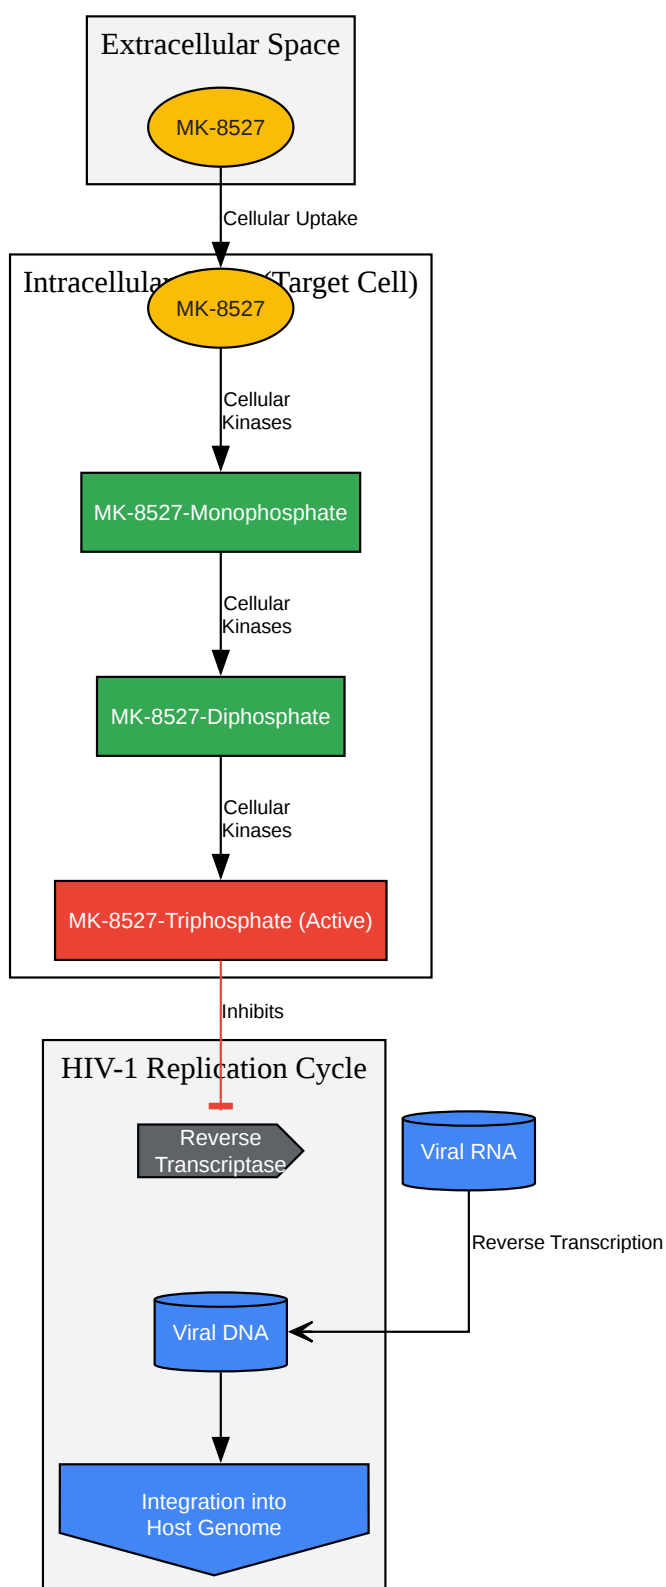 Extracellular Space
MK-8527
Cellular Uptake
Intracellular (Target Cell)
MK-8527
Cellular
Kinases
MK-8527-Monophosphate
Cellular
Kinases
MK-8527-Diphosphate
Cellular
Kinases
MK-8527-Triphosphate (Active)
Inhibits
HIV-1 Replication Cycle
Reverse
Transcriptase
Viral RNA
Reverse Transcription
Viral DNA
Integration into
Host Genome